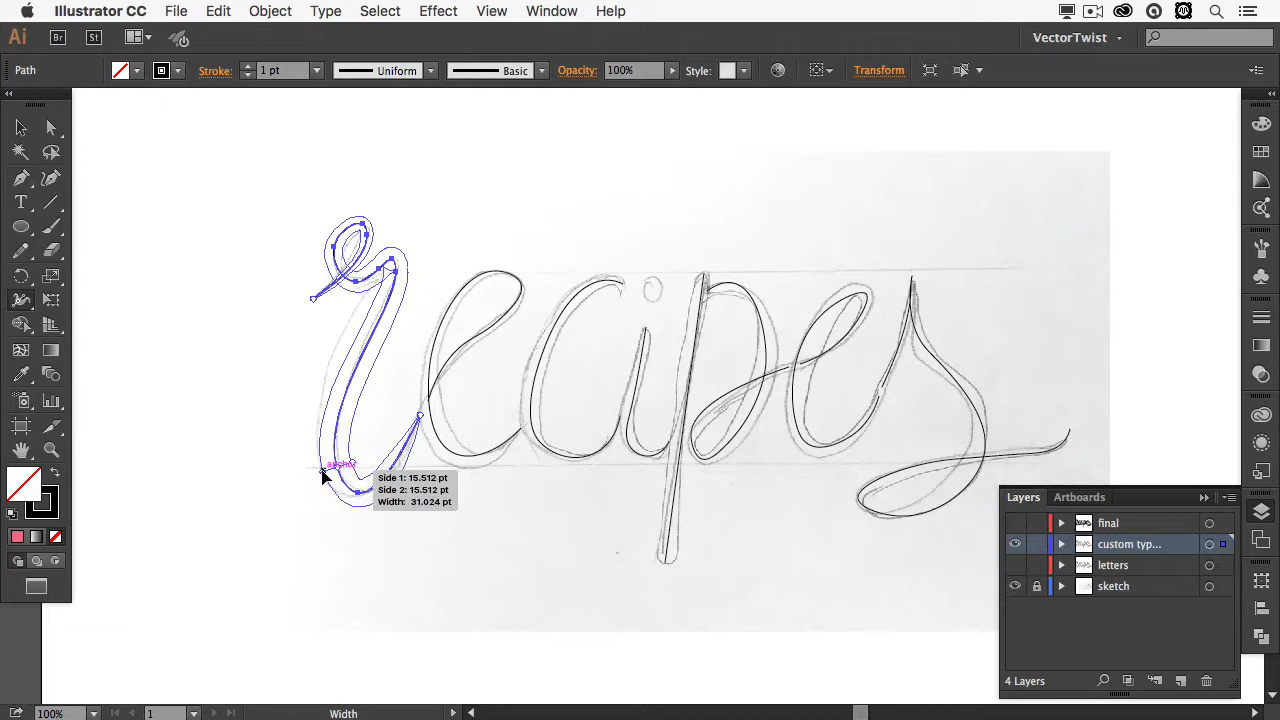 Illustrator CC File Edit Object Type Select Effect View Window Help
Ai Br St VectorTwist
Path Stroke: 1 pt Uniform Basic Opacity: 100% Style: Transform
recipes
anchor
Side 1: 15.512 pt
Side 2: 15.512 pt
Width: 31.024 pt
Layers Artboards
final
custom typ...
letters
sketch
4 Layers
100% 1 Width